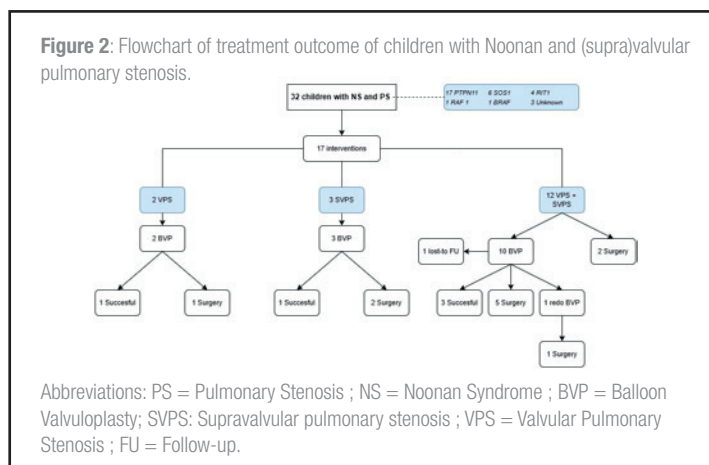 Figure 2: Flowchart of treatment outcome of children with Noonan and (supra)valvular
pulmonary stenosis.
32 children with NS and PS
17 PTPN11 6 SOS1 4 RIT1
1 RAF 1 1 BRAF 3 Unknown
17 interventions
2 VPS
3 SVPS
12 VPS +
SVPS
2 BVP
3 BVP
1 lost-to FU
10 BVP
2 Surgery
1 Succesful
1 Surgery
1 Succesful
2 Surgery
3 Succesful
5 Surgery
1 redo BVP
1 Surgery
Abbreviations: PS = Pulmonary Stenosis ; NS = Noonan Syndrome ; BVP = Balloon
Valvuloplasty; SVPS: Supravalvular pulmonary stenosis ; VPS = Valvular Pulmonary
Stenosis ; FU = Follow-up.